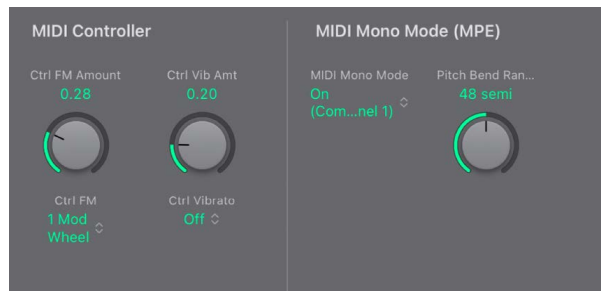 MIDI Controller
Ctrl FM Amount
0.28
Ctrl Vib Amt
0.20
Ctrl FM
1 Mod
Wheel
Ctrl Vibrato
Off
MIDI Mono Mode (MPE)
MIDI Mono Mode
On
(Com...nel 1)
Pitch Bend Ran...
48 semi